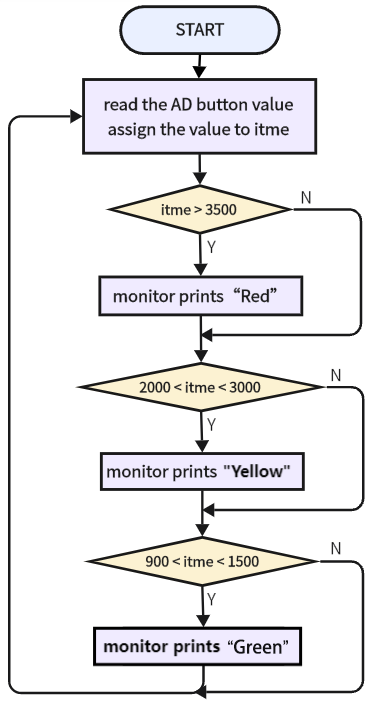 START
read the AD button value
assign the value to itme
itme > 3500
N
Y
monitor prints “Red”
2000 < itme < 3000
N
Y
monitor prints "Yellow"
900 < itme < 1500
N
Y
monitor prints “Green”